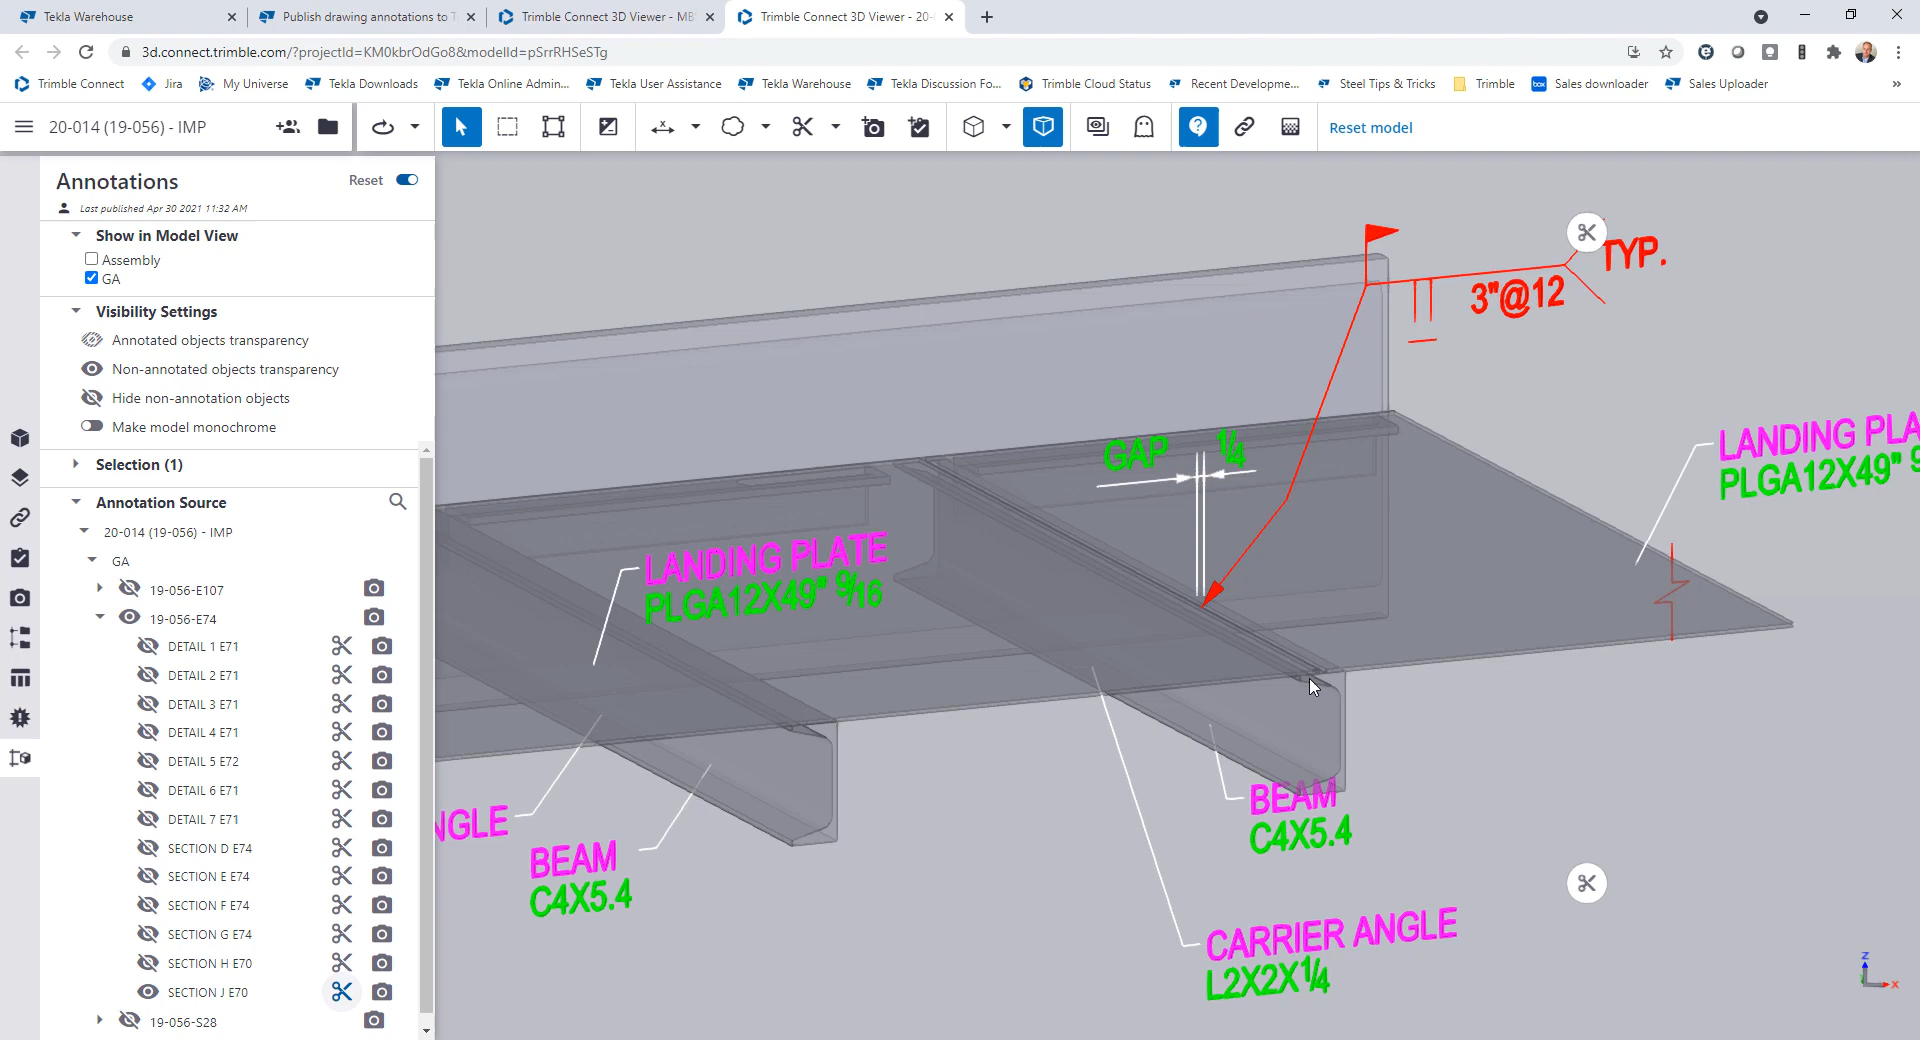 Tekla Warehouse
Publish drawing annotations to T
Trimble Connect 3D Viewer - MB
Trimble Connect 3D Viewer - 20-
3d.connect.trimble.com/?projectId=KM0kbrOdGo8&modelId=pSrrRHSeSTg
Trimble Connect
Jira
My Universe
Tekla Downloads
Tekla Online Admin...
Tekla User Assistance
Tekla Warehouse
Tekla Discussion Fo...
Trimble Cloud Status
Recent Developme...
Steel Tips & Tricks
Trimble
box
Sales downloader
Sales Uploader
20-014 (19-056) - IMP
Reset model
Annotations
Reset
Last published Apr 30 2021 11:32 AM
Show in Model View
Assembly
GA
Visibility Settings
Annotated objects transparency
Non-annotated objects transparency
Hide non-annotation objects
Make model monochrome
Selection (1)
Annotation Source
20-014 (19-056) - IMP
GA
19-056-E107
19-056-E74
DETAIL 1 E71
DETAIL 2 E71
DETAIL 3 E71
DETAIL 4 E71
DETAIL 5 E72
DETAIL 6 E71
DETAIL 7 E71
SECTION D E74
SECTION E E74
SECTION F E74
SECTION G E74
SECTION H E70
SECTION J E70
19-056-S28
TYP.
3"@12
GAP 1/4
LANDING PLA
PLGA12X49" 9
LANDING PLATE
PLGA12X49" 9/16
NGLE
BEAM
C4X5.4
BEAM
C4X5.4
CARRIER ANGLE
L2X2X1/4
Z
X